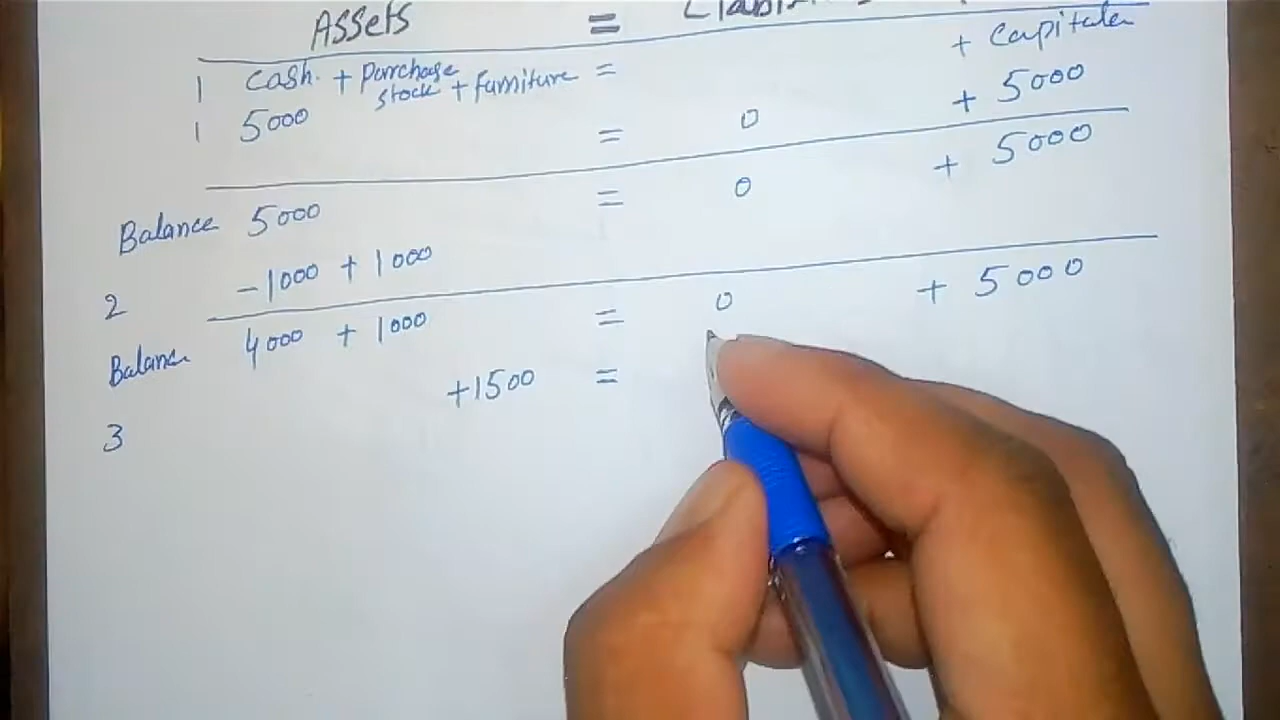 Assets =
+ Capital
1 Cash + Purchase stock + furniture =
1 5000 = 0 + 5000
Balance 5000 = 0 + 5000
2 -1000 + 1000
Balance 4000 + 1000 = 0 + 5000
+1500 =
3